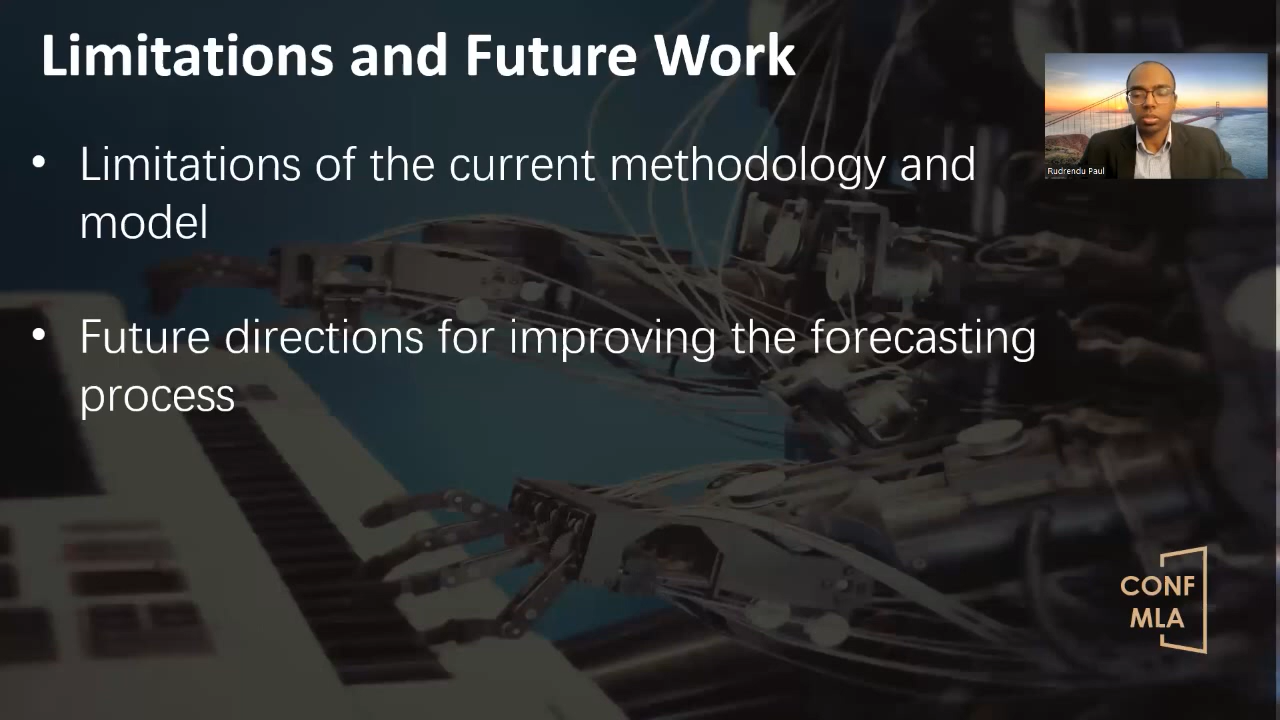 Limitations and Future Work
• Limitations of the current methodology and
model
• Future directions for improving the forecasting
process
Rudrendu Paul
CONF
MLA